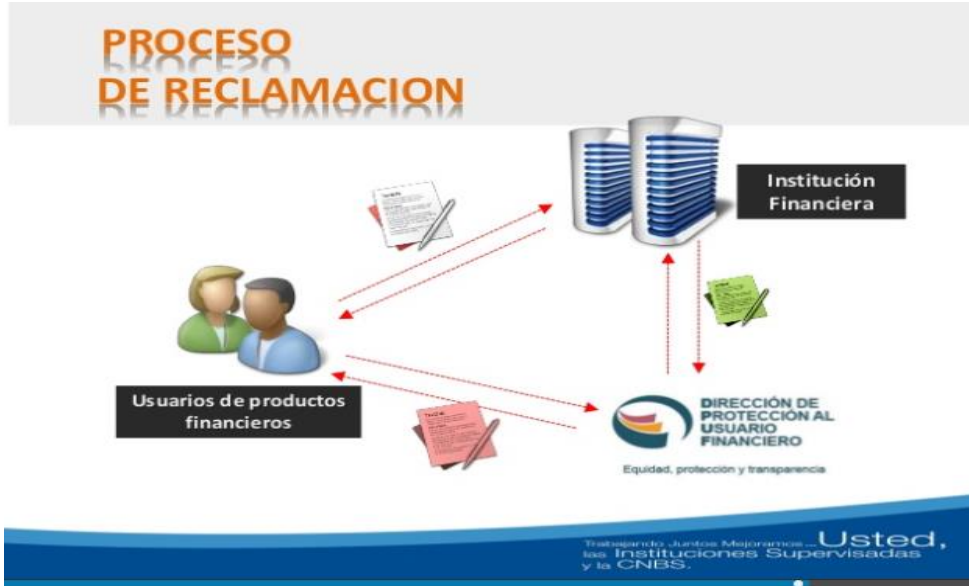 PROCESO
DE RECLAMACION
Institución
Financiera
Usuarios de productos
financieros
DIRECCIÓN DE
PROTECCIÓN AL
USUARIO
FINANCIERO
Equidad, protección y transparencia
Trabajando Juntos Mejoramos... Usted,
las Instituciones Supervisadas
y la CNBS.